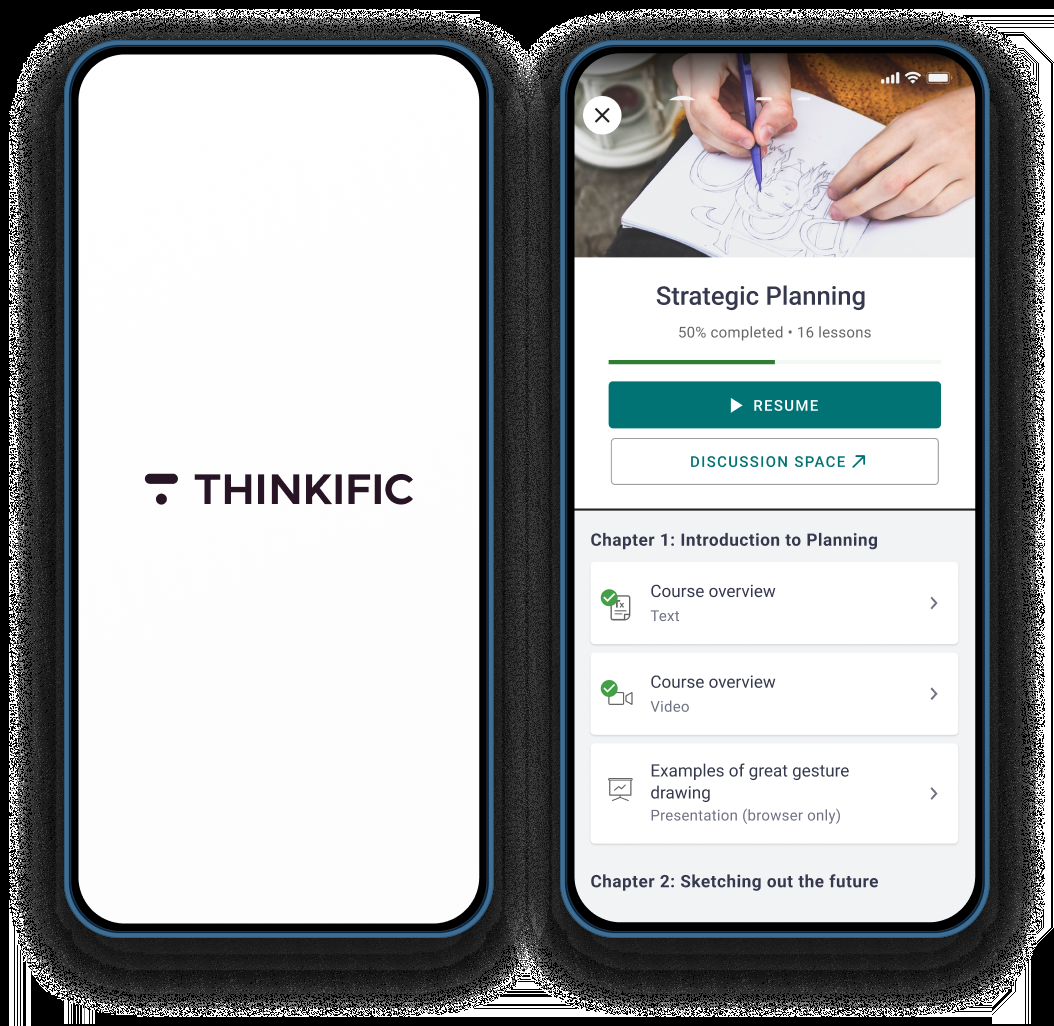 THINKIFIC
Strategic Planning
50% completed • 16 lessons
RESUME
DISCUSSION SPACE
Chapter 1: Introduction to Planning
Course overview
Text
Course overview
Video
Examples of great gesture
drawing
Presentation (browser only)
Chapter 2: Sketching out the future